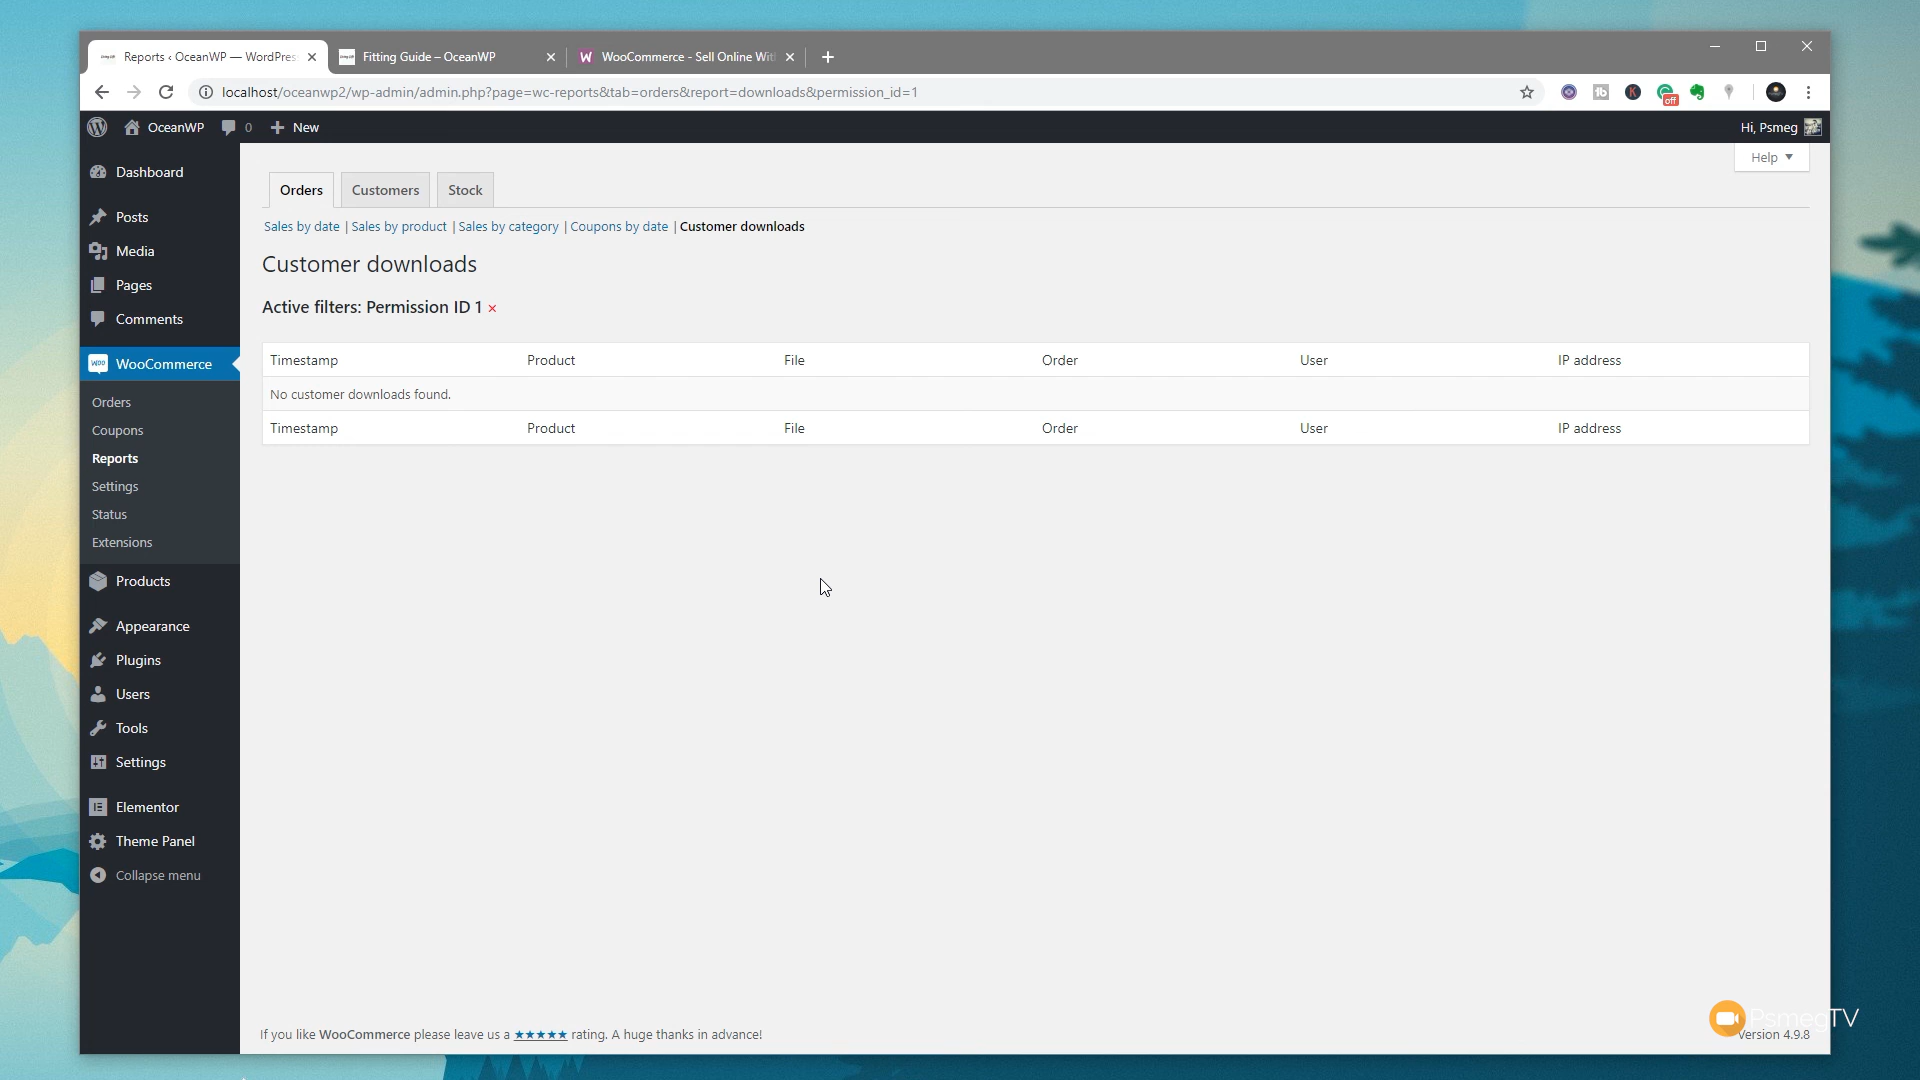 Reports ‹ OceanWP — WordPres
Fitting Guide – OceanWP
WooCommerce - Sell Online Wit
localhost/oceanwp2/wp-admin/admin.php?page=wc-reports&tab=orders&report=downloads&permission_id=1
off
OceanWP
0
New
Hi, Psmeg
Help
Dashboard
Posts
Media
Pages
Comments
WooCommerce
Orders
Coupons
Reports
Settings
Status
Extensions
Products
Appearance
Plugins
Users
Tools
Settings
Elementor
Theme Panel
Collapse menu
Orders
Customers
Stock
Sales by date | Sales by product | Sales by category | Coupons by date | Customer downloads
Customer downloads
Active filters: Permission ID 1 ×
Timestamp Product File Order User IP address
No customer downloads found.
Timestamp Product File Order User IP address
If you like WooCommerce please leave us a ★★★★★ rating. A huge thanks in advance!
PsmegTV
Version 4.9.8